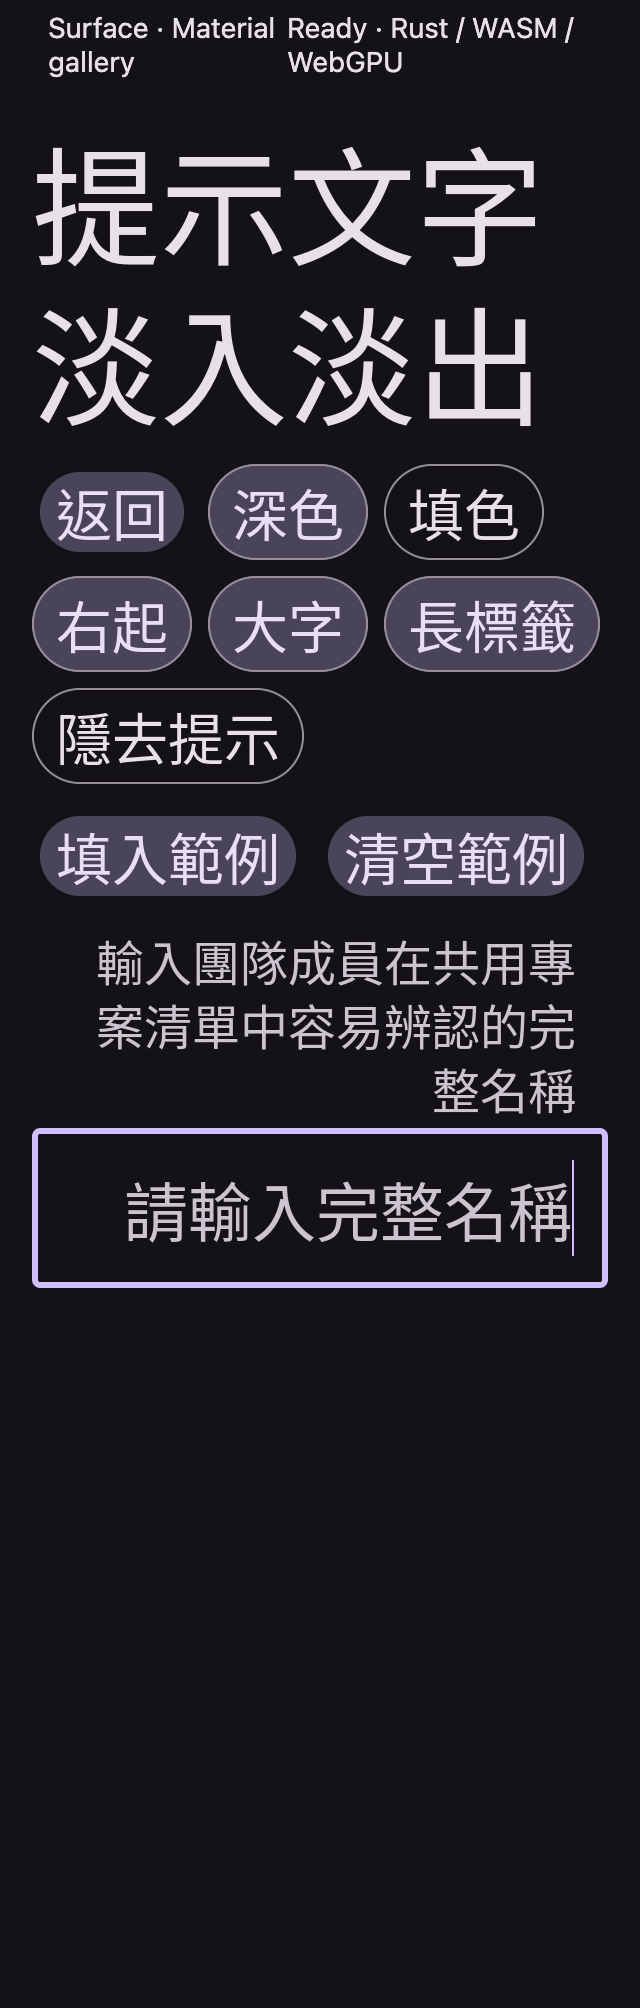 Surface · Material gallery
Ready · Rust / WASM / WebGPU
提示文字
淡入淡出
返回
深色
填色
右起
大字
長標籤
隱去提示
填入範例
清空範例
輸入團隊成員在共用專
案清單中容易辨認的完
整名稱
請輸入完整名稱